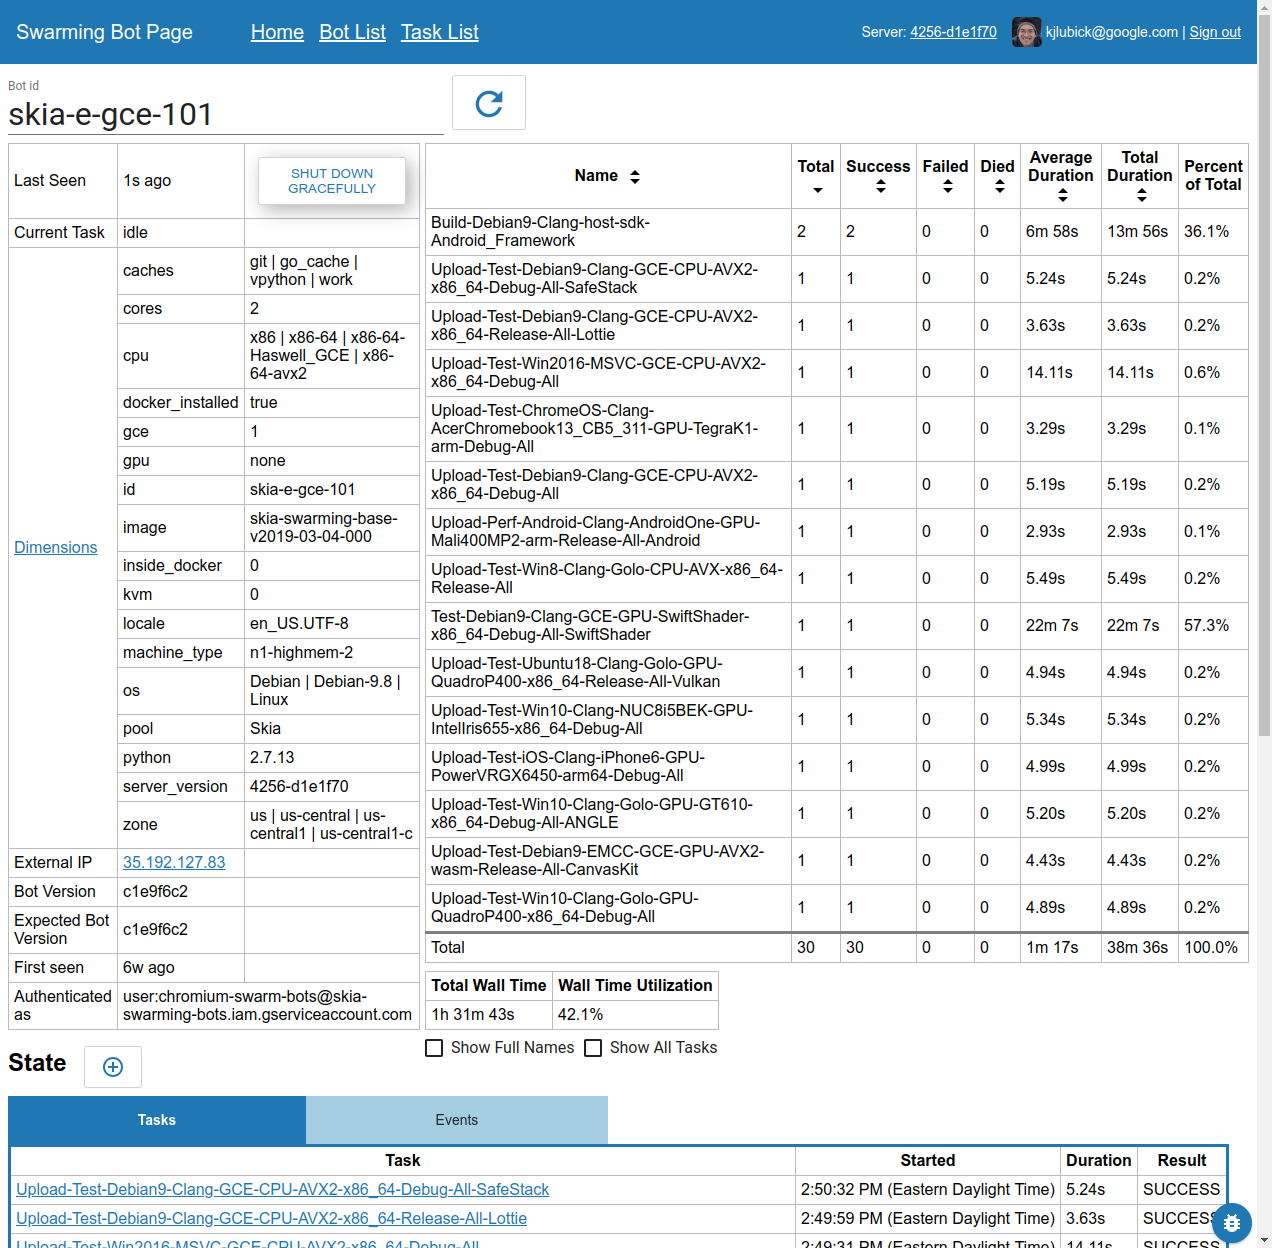 Swarming Bot Page
Home Bot List Task List
Server: 4256-d1e1f70 kjlubick@google.com | Sign out
Bot id
skia-e-gce-101
Last Seen 1s ago
SHUT DOWN
GRACEFULLY
Current Task idle
Dimensions
caches git | go_cache |
vpython | work
cores 2
cpu x86 | x86-64 | x86-64-
Haswell_GCE | x86-
64-avx2
docker_installed true
gce 1
gpu none
id skia-e-gce-101
image skia-swarming-base-
v2019-03-04-000
inside_docker 0
kvm 0
locale en_US.UTF-8
machine_type n1-highmem-2
os Debian | Debian-9.8 |
Linux
pool Skia
python 2.7.13
server_version 4256-d1e1f70
zone us | us-central | us-
central1 | us-central1-c
External IP 35.192.127.83
Bot Version c1e9f6c2
Expected Bot
Version c1e9f6c2
First seen 6w ago
Authenticated
as user:chromium-swarm-bots@skia-
swarming-bots.iam.gserviceaccount.com
Name Total Success Failed Died Average
Duration Total
Duration Percent
of Total
Build-Debian9-Clang-host-sdk-
Android_Framework 2 2 0 0 6m 58s 13m 56s 36.1%
Upload-Test-Debian9-Clang-GCE-CPU-AVX2-
x86_64-Debug-All-SafeStack 1 1 0 0 5.24s 5.24s 0.2%
Upload-Test-Debian9-Clang-GCE-CPU-AVX2-
x86_64-Release-All-Lottie 1 1 0 0 3.63s 3.63s 0.2%
Upload-Test-Win2016-MSVC-GCE-CPU-AVX2-
x86_64-Debug-All 1 1 0 0 14.11s 14.11s 0.6%
Upload-Test-ChromeOS-Clang-
AcerChromebook13_CB5_311-GPU-TegraK1-
arm-Debug-All 1 1 0 0 3.29s 3.29s 0.1%
Upload-Test-Debian9-Clang-GCE-CPU-AVX2-
x86_64-Debug-All 1 1 0 0 5.19s 5.19s 0.2%
Upload-Perf-Android-Clang-AndroidOne-GPU-
Mali400MP2-arm-Release-All-Android 1 1 0 0 2.93s 2.93s 0.1%
Upload-Test-Win8-Clang-Golo-CPU-AVX-x86_64-
Release-All 1 1 0 0 5.49s 5.49s 0.2%
Test-Debian9-Clang-GCE-GPU-SwiftShader-
x86_64-Debug-All-SwiftShader 1 1 0 0 22m 7s 22m 7s 57.3%
Upload-Test-Ubuntu18-Clang-Golo-GPU-
QuadroP400-x86_64-Release-All-Vulkan 1 1 0 0 4.94s 4.94s 0.2%
Upload-Test-Win10-Clang-NUC8i5BEK-GPU-
IntelIris655-x86_64-Debug-All 1 1 0 0 5.34s 5.34s 0.2%
Upload-Test-iOS-Clang-iPhone6-GPU-
PowerVRGX6450-arm64-Debug-All 1 1 0 0 4.99s 4.99s 0.2%
Upload-Test-Win10-Clang-Golo-GPU-GT610-
x86_64-Debug-All-ANGLE 1 1 0 0 5.20s 5.20s 0.2%
Upload-Test-Debian9-EMCC-GCE-GPU-AVX2-
wasm-Release-All-CanvasKit 1 1 0 0 4.43s 4.43s 0.2%
Upload-Test-Win10-Clang-Golo-GPU-
QuadroP400-x86_64-Debug-All 1 1 0 0 4.89s 4.89s 0.2%
Total 30 30 0 0 1m 17s 38m 36s 100.0%
Total Wall Time Wall Time Utilization
1h 31m 43s 42.1%
Show Full Names Show All Tasks
State
Tasks Events
Task Started Duration Result
Upload-Test-Debian9-Clang-GCE-CPU-AVX2-x86_64-Debug-All-SafeStack 2:50:32 PM (Eastern Daylight Time) 5.24s SUCCESS
Upload-Test-Debian9-Clang-GCE-CPU-AVX2-x86_64-Release-All-Lottie 2:49:59 PM (Eastern Daylight Time) 3.63s SUCCESS
Upload-Test-Win2016-MSVC-GCE-CPU-AVX2-x86_64-Debug-All 2:49:31 PM (Eastern Daylight Time) 14.11s SUCCESS